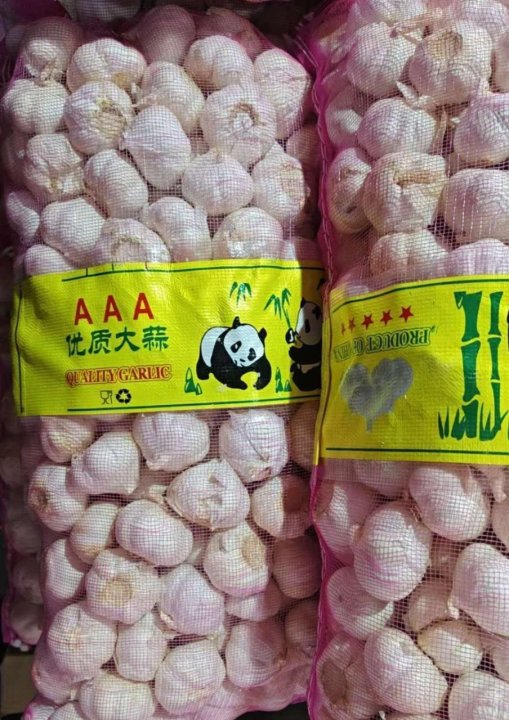 AAA
优质大蒜
QUALITY GARLIC
★★★★★
PRODUCT OF CHINA